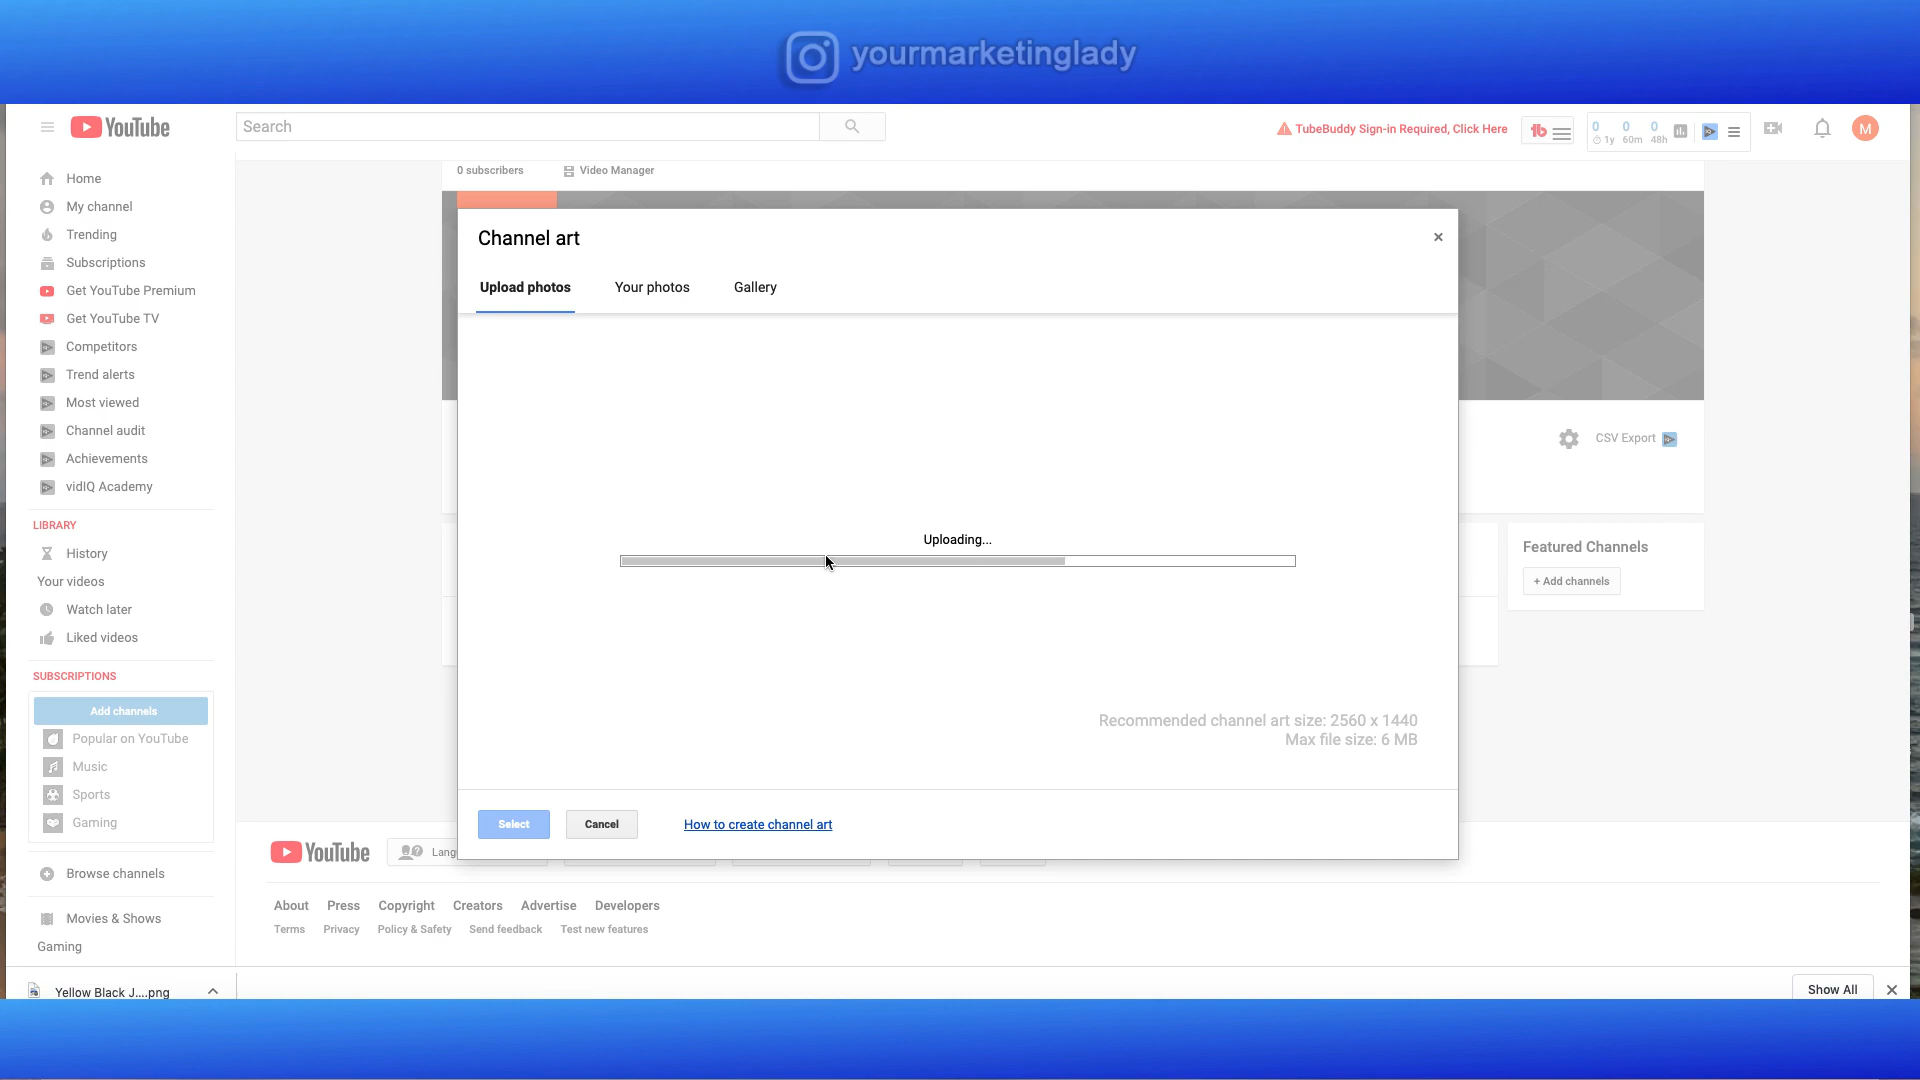 yourmarketinglady
YouTube
Search
TubeBuddy Sign-in Required, Click Here
tb
0 0 0
1y 60m 48h
M
Home
My channel
Trending
Subscriptions
Get YouTube Premium
Get YouTube TV
Competitors
Trend alerts
Most viewed
Channel audit
Achievements
vidIQ Academy
LIBRARY
History
Your videos
Watch later
Liked videos
SUBSCRIPTIONS
Add channels
Popular on YouTube
Music
Sports
Gaming
Browse channels
Movies & Shows
Gaming
0 subscribers
Video Manager
Channel art
×
Upload photos
Your photos
Gallery
Uploading...
Recommended channel art size: 2560 x 1440
Max file size: 6 MB
Select
Cancel
How to create channel art
CSV Export
Featured Channels
+ Add channels
YouTube
Lang
About Press Copyright Creators Advertise Developers
Terms Privacy Policy & Safety Send feedback Test new features
Yellow Black J....png
Show All